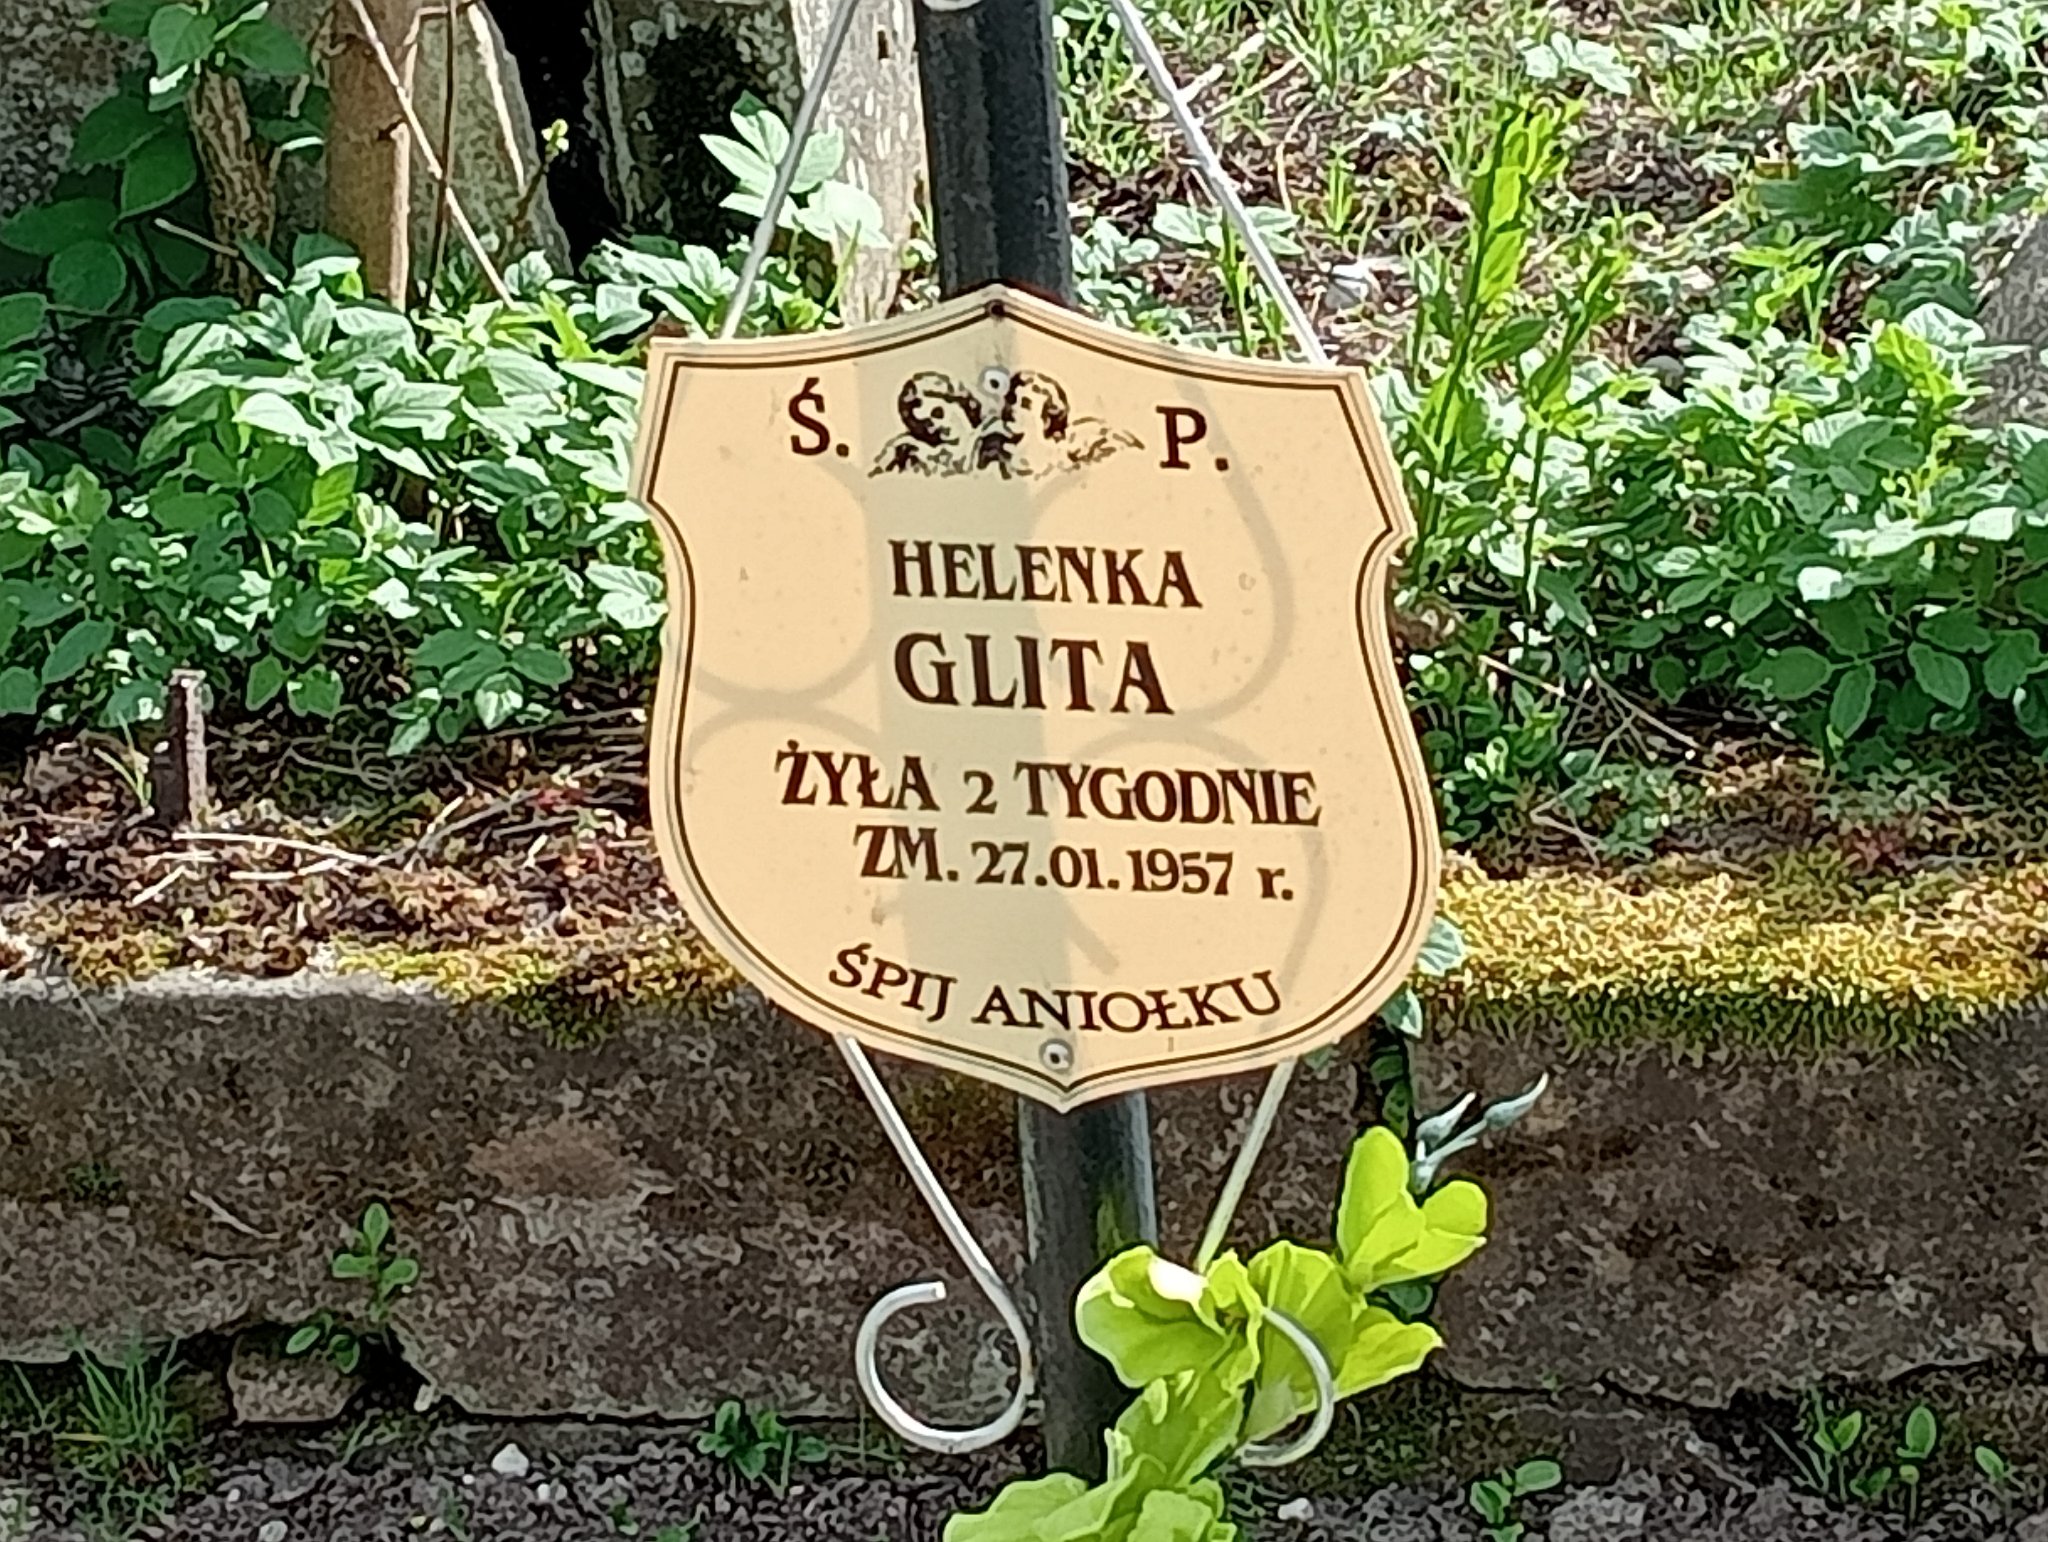 Ś. P.
HELENKA
GLITA
ŻYŁA 2 TYGODNIE
ZM. 27.01.1957 r.
ŚPIJ ANIOŁKU